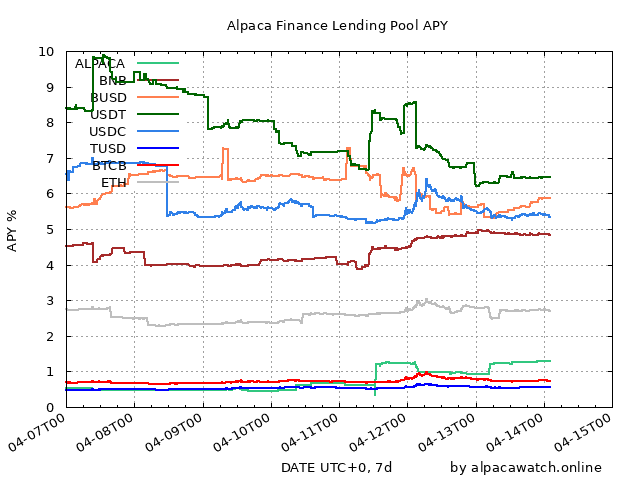 Alpaca Finance Lending Pool APY
10
9
8
7
6
5
4
3
2
1
0
APY %
ALPACA
BNB
BUSD
USDT
USDC
TUSD
BTCB
ETH
04-07T00
04-08T00
04-09T00
04-10T00
04-11T00
04-12T00
04-13T00
04-14T00
04-15T00
DATE UTC+0, 7d
by alpacawatch.online